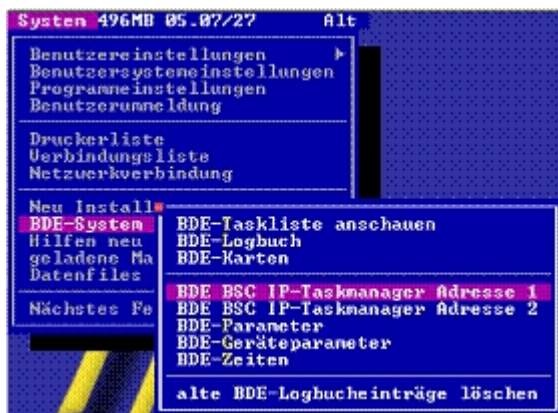 System 496MB 05.07/27 Alt
Benutzereinstellungen
Benutzersystemeinstellungen
Programmeinstellungen
Benutzerummeldung
Druckerliste
Verbindungsliste
Netzwerkverbindung
Neu Install
BDE-System
Hilfen neu
geladene Ma
Datenfiles
Nächstes Fe
BDE-Taskliste anschauen
BDE-Logbuch
BDE-Karten
BDE BSC IP-Taskmanager Adresse 1
BDE BSC IP-Taskmanager Adresse 2
BDE-Parameter
BDE-Geräteparameter
BDE-Zeiten
alte BDE-Logbucheinträge löschen